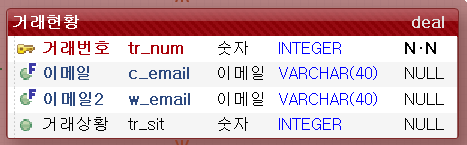 거래현황 deal
거래번호 tr_num 숫자 INTEGER N·N
F 이메일 c_email 이메일 VARCHAR(40) NULL
F 이메일2 w_email 이메일 VARCHAR(40) NULL
거래상황 tr_sit 숫자 INTEGER NULL